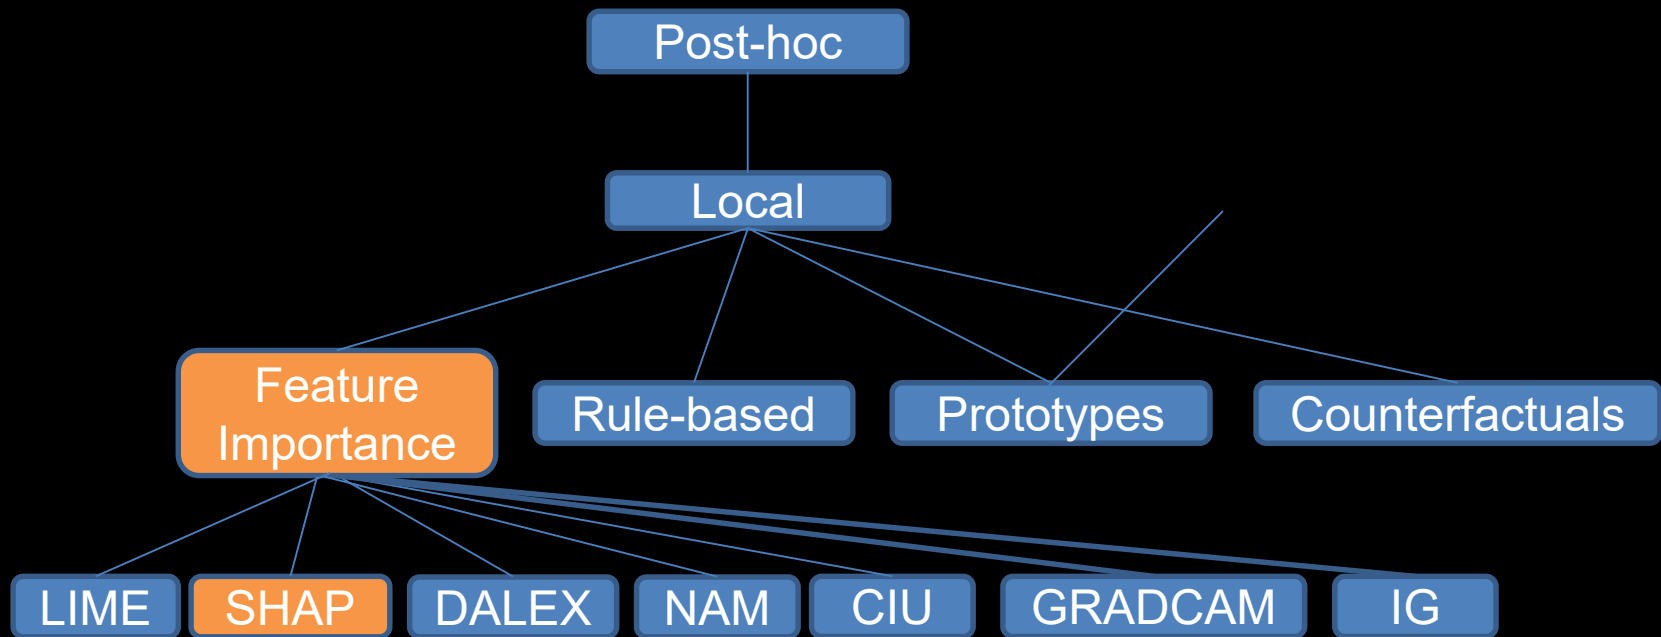 Post-hoc
Local
Feature
Importance
Rule-based
Prototypes
Counterfactuals
LIME
SHAP
DALEX
NAM
CIU
GRADCAM
IG